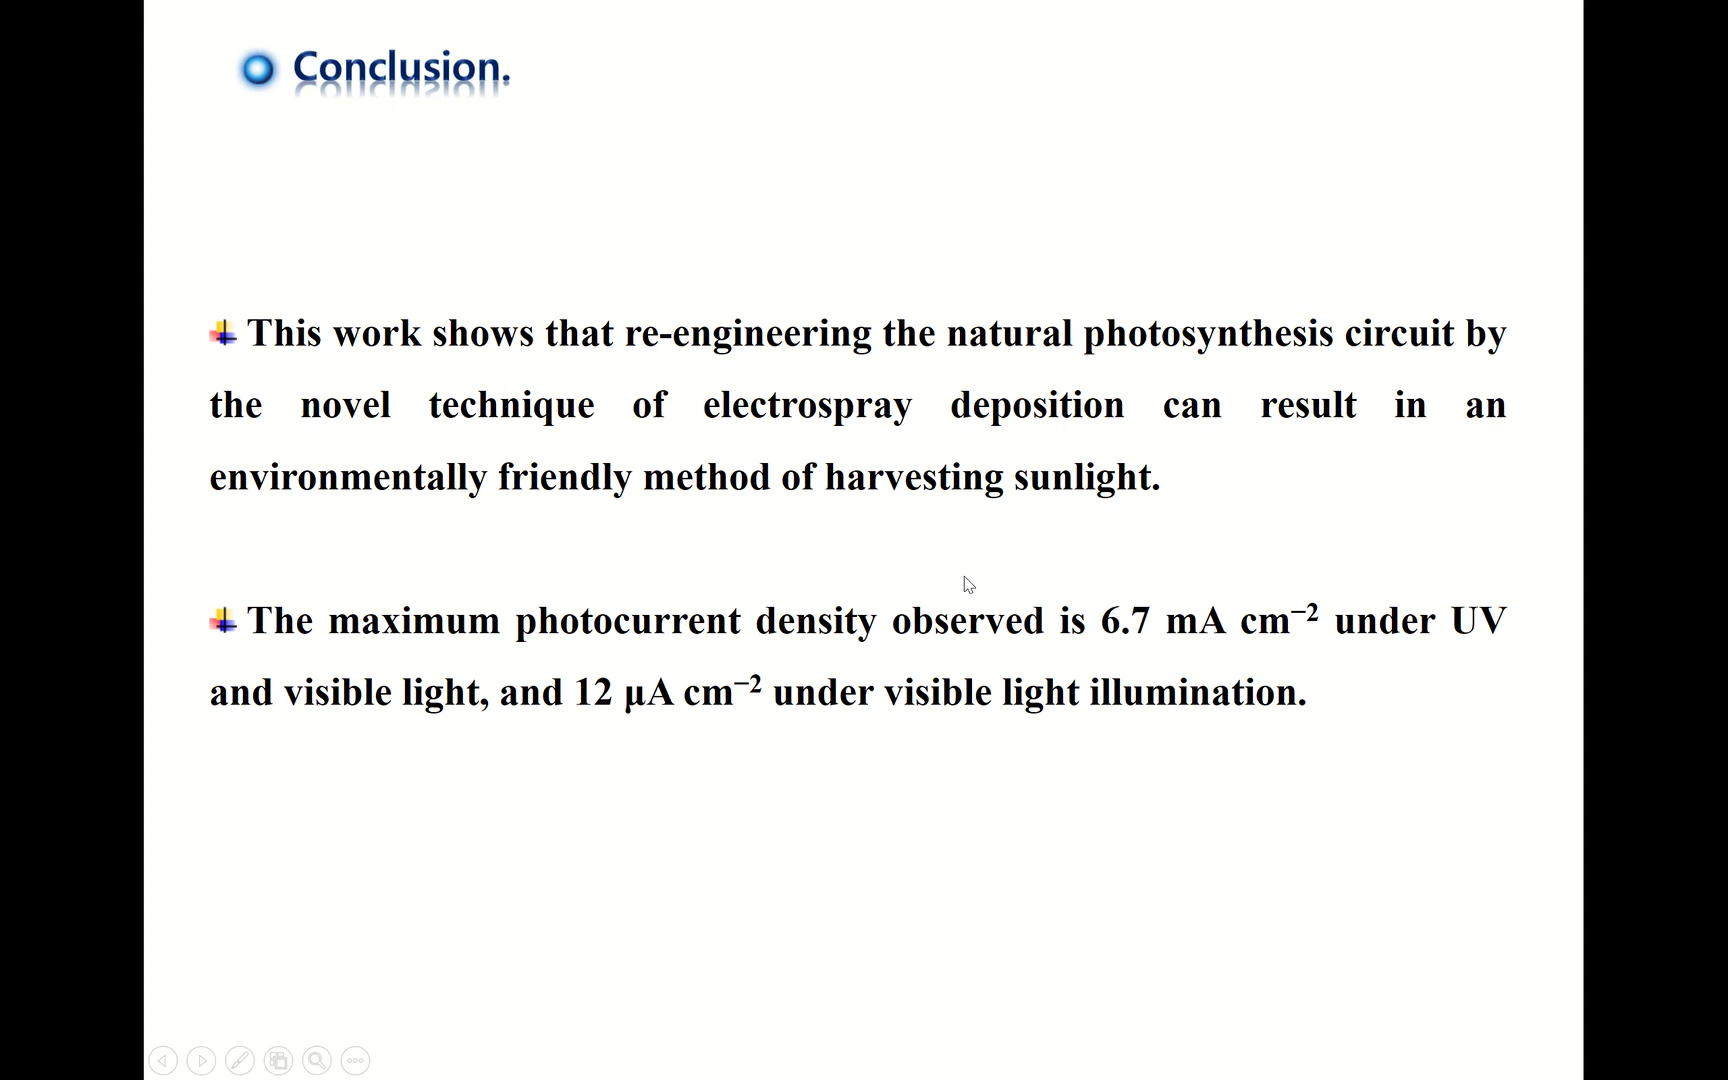 Conclusion.
This work shows that re-engineering the natural photosynthesis circuit by
the novel technique of electrospray deposition can result in an
environmentally friendly method of harvesting sunlight.
The maximum photocurrent density observed is 6.7 mA cm⁻² under UV
and visible light, and 12 μA cm⁻² under visible light illumination.